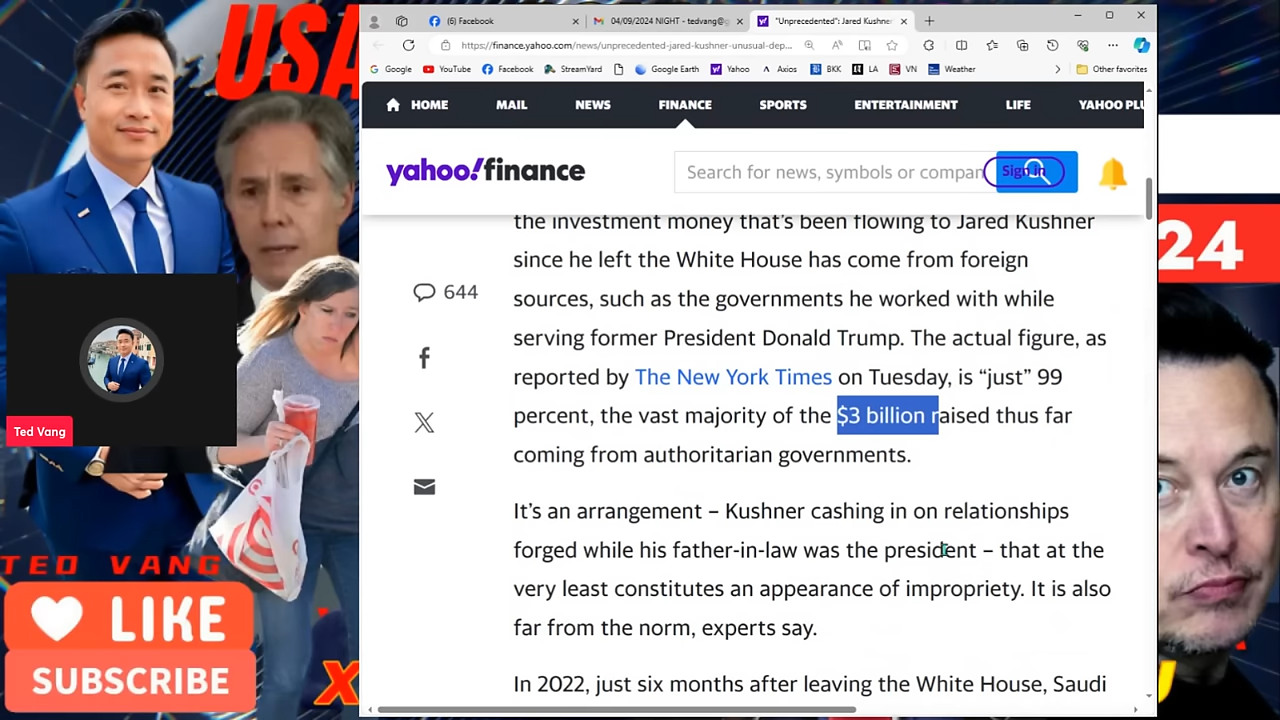 USA
(6) Facebook
04/09/2024 NIGHT - tedvang@g
"Unprecedented": Jared Kushner
https://finance.yahoo.com/news/unprecedented-jared-kushner-unusual-dep...
Google YouTube Facebook StreamYard Google Earth Yahoo Axios BKK LA VN Weather Other favorites
HOME MAIL NEWS FINANCE SPORTS ENTERTAINMENT LIFE YAHOO PLU
yahoo!finance
Search for news, symbols or compan
Sign in
the investment money that's been flowing to Jared Kushner
since he left the White House has come from foreign
sources, such as the governments he worked with while
serving former President Donald Trump. The actual figure, as
reported by The New York Times on Tuesday, is “just” 99
percent, the vast majority of the $3 billion raised thus far
coming from authoritarian governments.
It's an arrangement – Kushner cashing in on relationships
forged while his father-in-law was the president – that at the
very least constitutes an appearance of impropriety. It is also
far from the norm, experts say.
In 2022, just six months after leaving the White House, Saudi
644
24
Ted Vang
TED VANG
LIKE
SUBSCRIBE
X